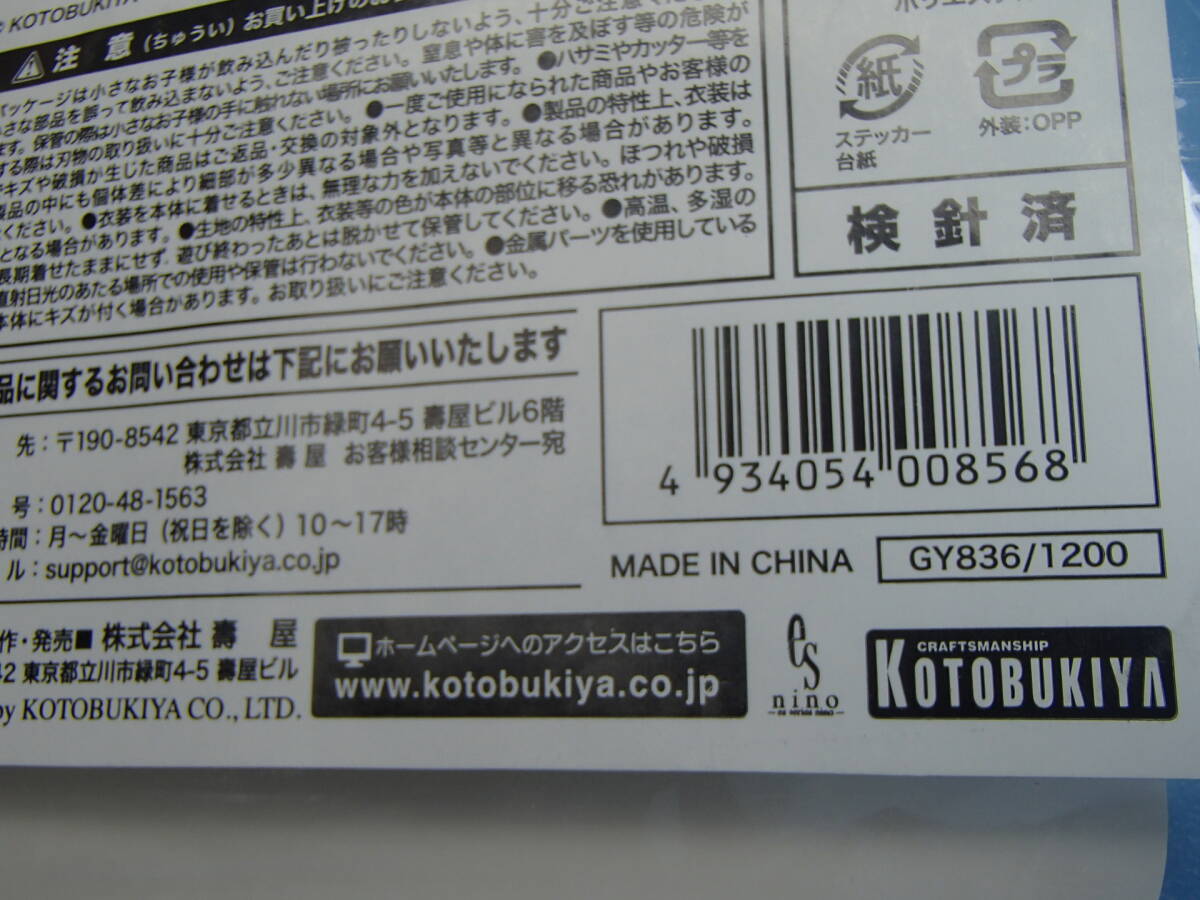 © KOTOBUKIYA
注意(ちゅうい) お買い上げのお
パッケージは小さなお子様が飲み込んだり被ったりしないよう、十分ご注意くだ
小さな部品を誤って飲み込まないよう、ご注意ください。窒息や体に害を及ぼす等の危険が
ます。保管の際は小さなお子様の手に触れない場所にお願いいたします。●ハサミやカッター等を
する際は刃物の取り扱いに十分ご注意ください。●一度ご使用になられた商品やお客様の
キズや破損が生じた商品はご返品・交換の対象外となります。●製品の特性上、衣装は
製品の中にも個体差により細部が多少異なる場合や写真等と異なる場合があります。
ください。●衣装を本体に着せるときは、無理な力を加えないでください。ほつれや破損
となる場合があります。●生地の特性上、衣装等の色が本体の部位に移る恐れがあります。
長期着せたままにせず、遊び終わったあとは脱がせて保管してください。●高温、多湿の
直射日光のあたる場所での使用や保管は行わないでください。●金属パーツを使用している
本体にキズが付く場合があります。お取り扱いにご注意ください。
紙
ステッカー
台紙
プラ
外装:OPP
検針済
品に関するお問い合わせは下記にお願いいたします
先:〒190-8542 東京都立川市緑町4-5 壽屋ビル6階
株式会社 壽屋 お客様相談センター宛
号:0120-48-1563
時間:月~金曜日(祝日を除く)10~17時
ル:support@kotobukiya.co.jp
4 934054 008568
MADE IN CHINA
GY836/1200
作・発売■ 株式会社 壽 屋
42 東京都立川市緑町4-5 壽屋ビル
by KOTOBUKIYA CO., LTD.
ホームページへのアクセスはこちら
www.kotobukiya.co.jp
es
nino
es series nino
CRAFTSMANSHIP
KOTOBUKIYA